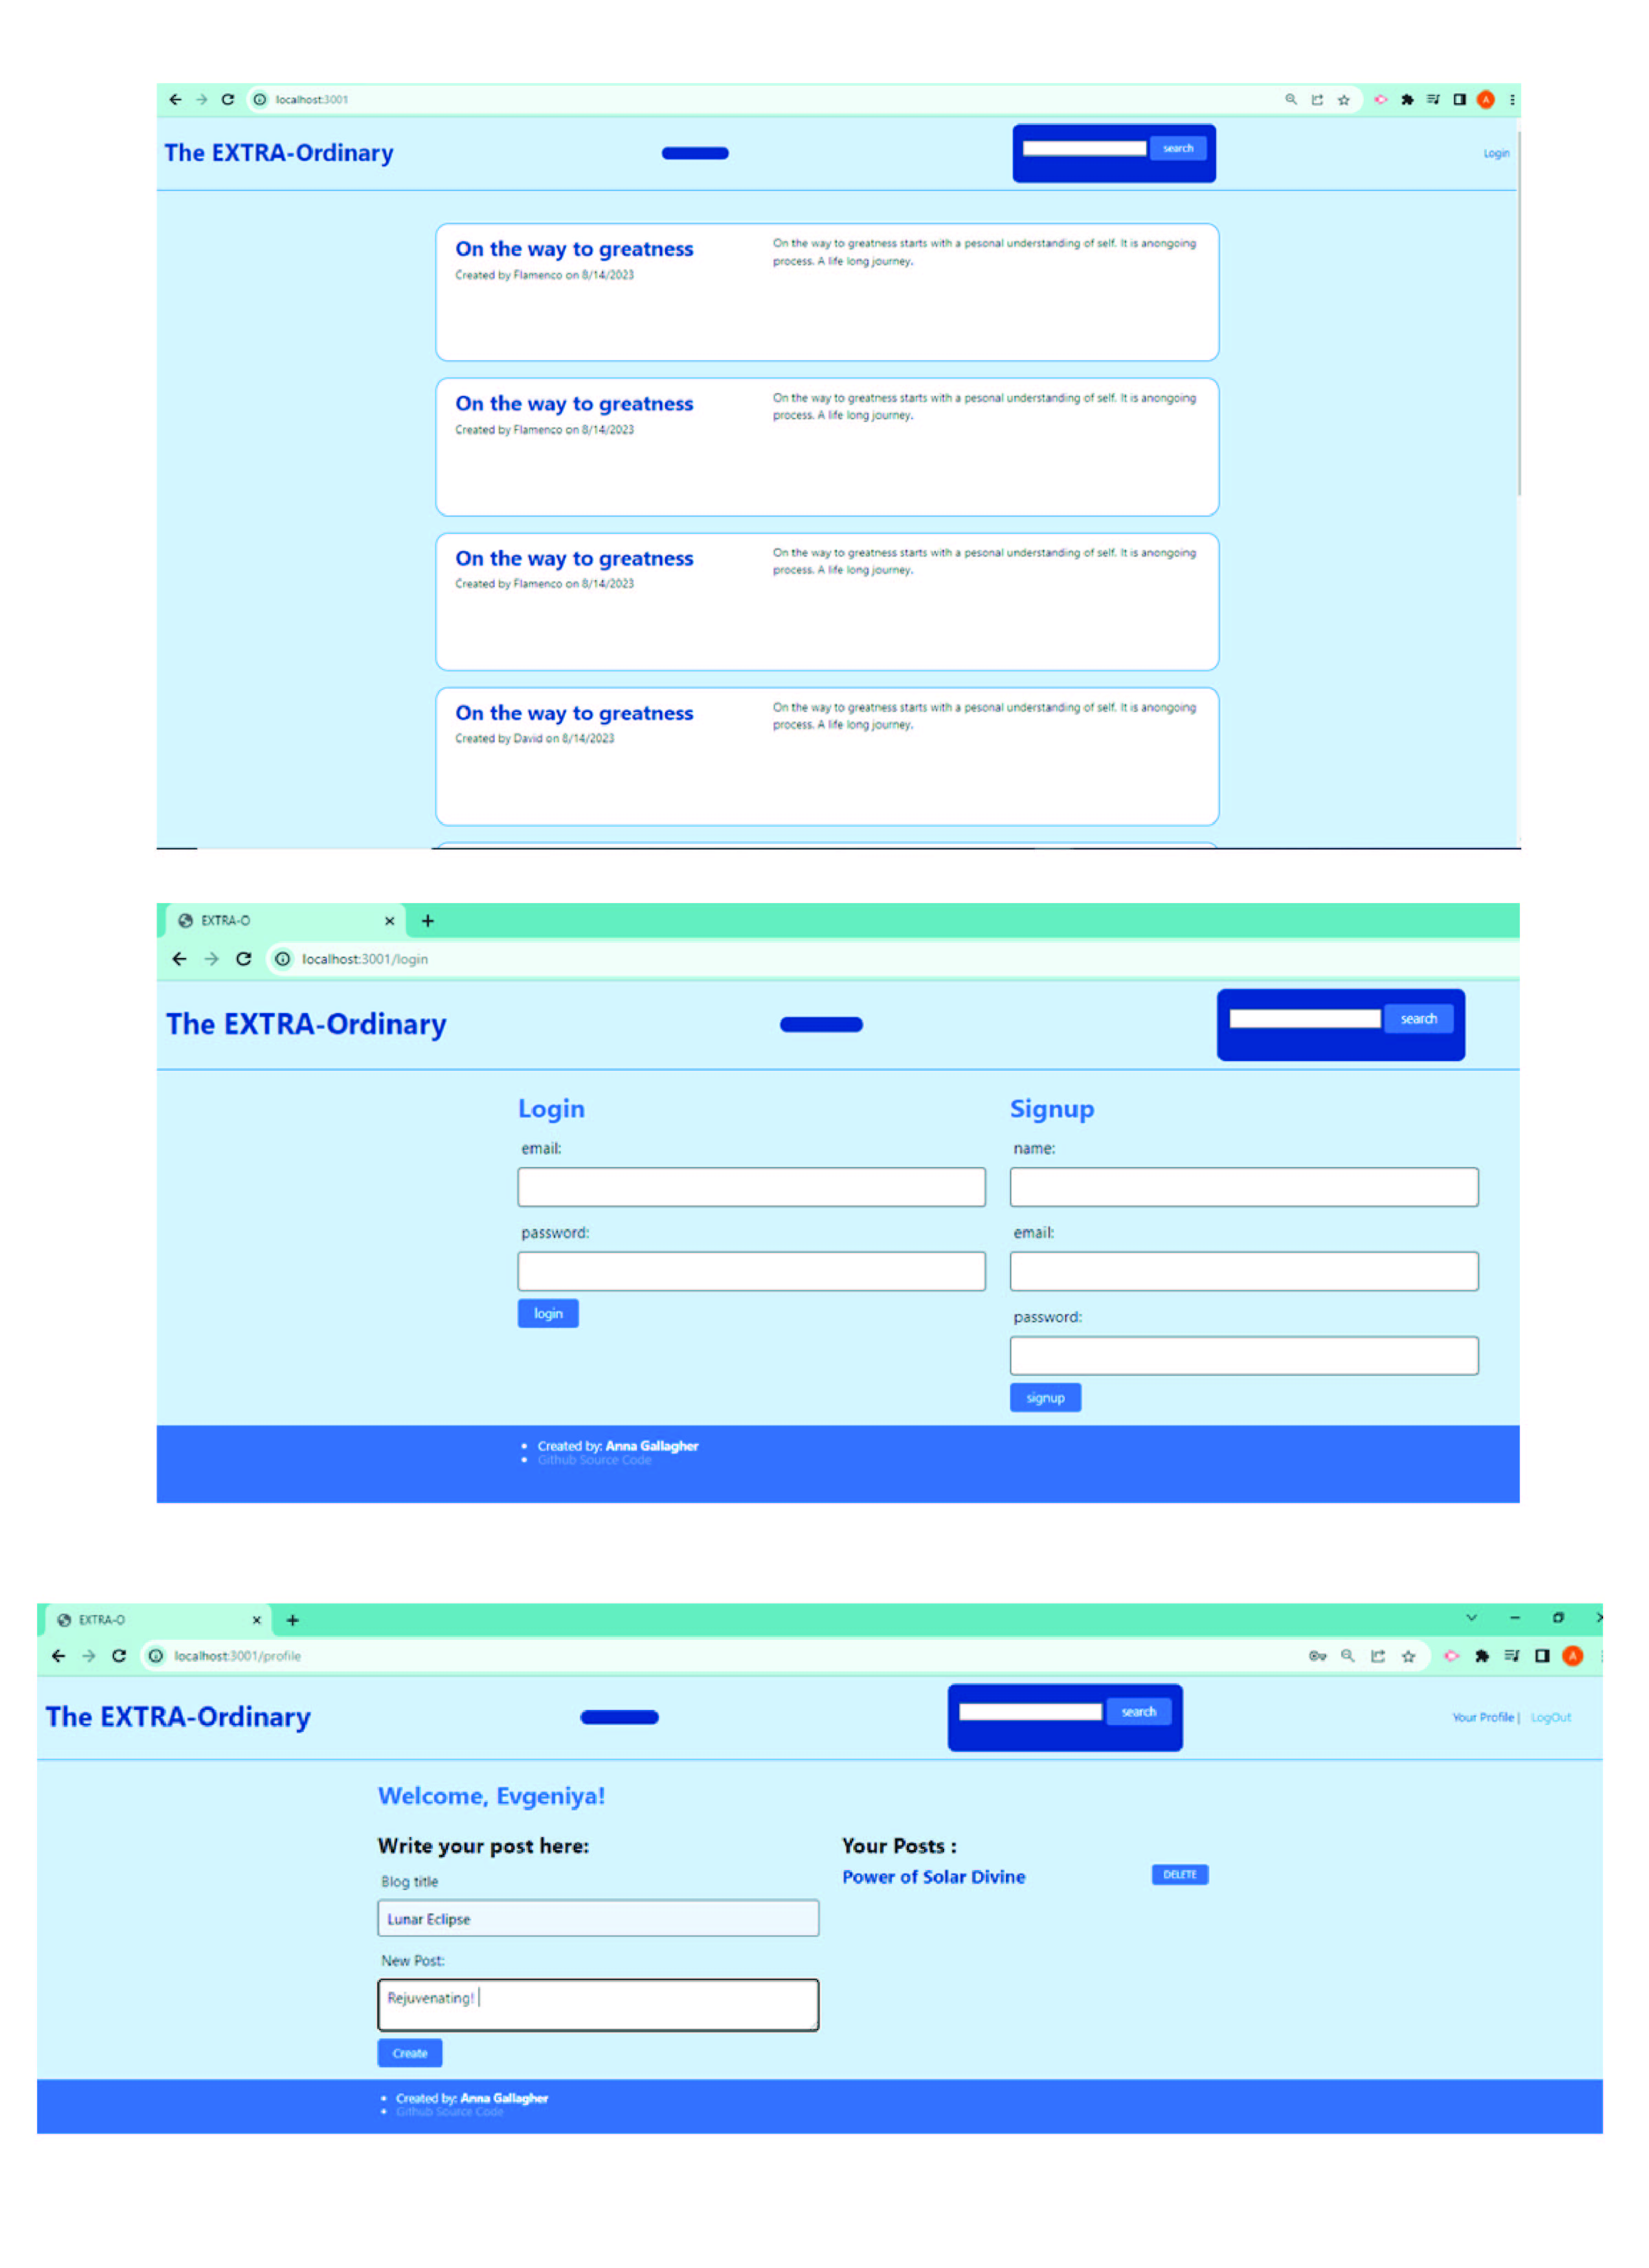 localhost:3001
The EXTRA-Ordinary
search
Login
On the way to greatness
Created by Flamenco on 8/14/2023
On the way to greatness starts with a pesonal understanding of self. It is anongoing
process. A life long journey.
On the way to greatness
Created by Flamenco on 8/14/2023
On the way to greatness starts with a pesonal understanding of self. It is anongoing
process. A life long journey.
On the way to greatness
Created by Flamenco on 8/14/2023
On the way to greatness starts with a pesonal understanding of self. It is anongoing
process. A life long journey.
On the way to greatness
Created by David on 8/14/2023
On the way to greatness starts with a pesonal understanding of self. It is anongoing
process. A life long journey.
EXTRA-O
localhost:3001/login
The EXTRA-Ordinary
search
Login
email:
password:
login
Signup
name:
email:
password:
signup
Created by: Anna Gallagher
Github Source Code
EXTRA-O
localhost:3001/profile
A
The EXTRA-Ordinary
search
Your Profile | LogOut
Welcome, Evgeniya!
Write your post here:
Blog title
Lunar Eclipse
New Post:
Rejuvenating!
Create
Your Posts :
Power of Solar Divine
DELETE
Created by: Anna Gallagher
Github Source Code